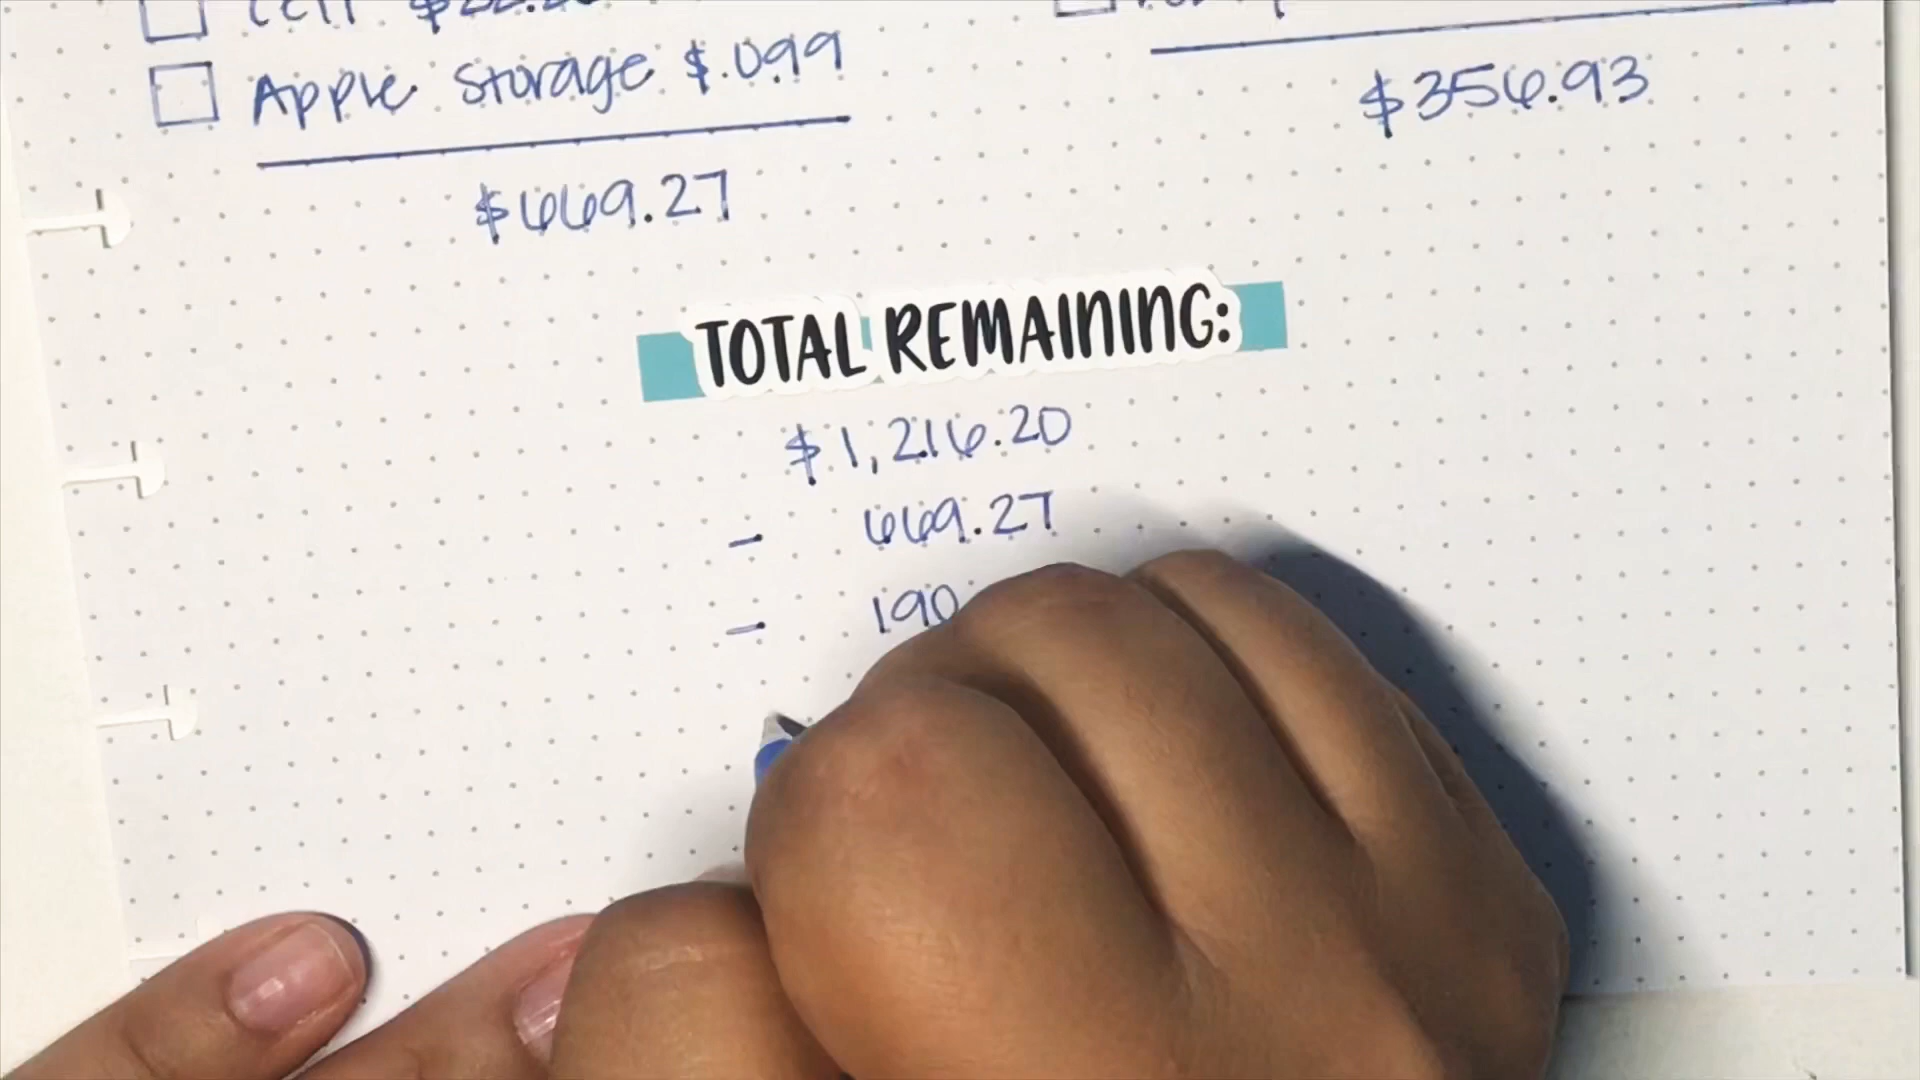 Apple Storage $.099
$669.27
$356.93
TOTAL REMAINING:
$1,216.20
- 669.27
- 190